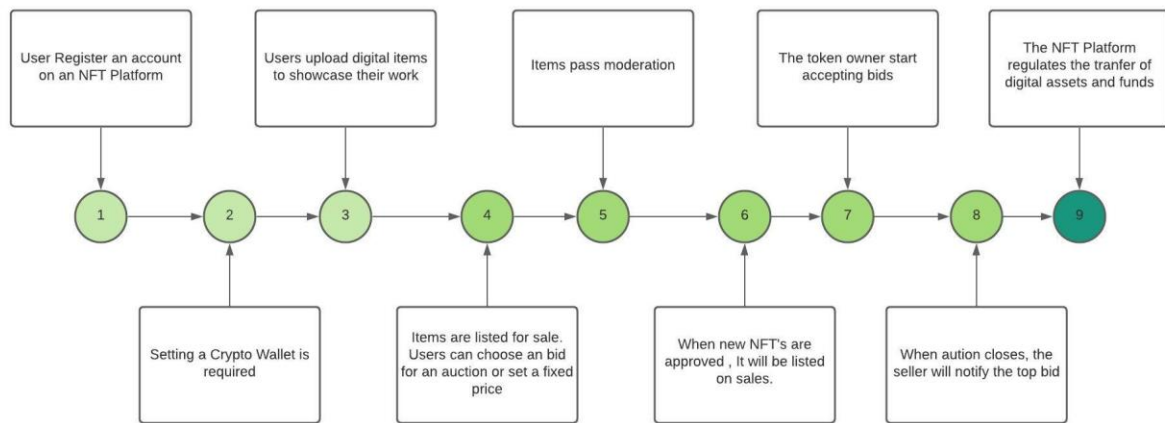 User Register an account
on an NFT Platform
Users upload digital items
to showcase their work
Items pass moderation
The token owner start
accepting bids
The NFT Platform
regulates the tranfer of
digital assets and funds
1
2
3
4
5
6
7
8
9
Setting a Crypto Wallet is
required
Items are listed for sale.
Users can choose an bid
for an auction or set a fixed
price
When new NFT's are
approved , It will be listed
on sales.
When aution closes, the
seller will notify the top bid